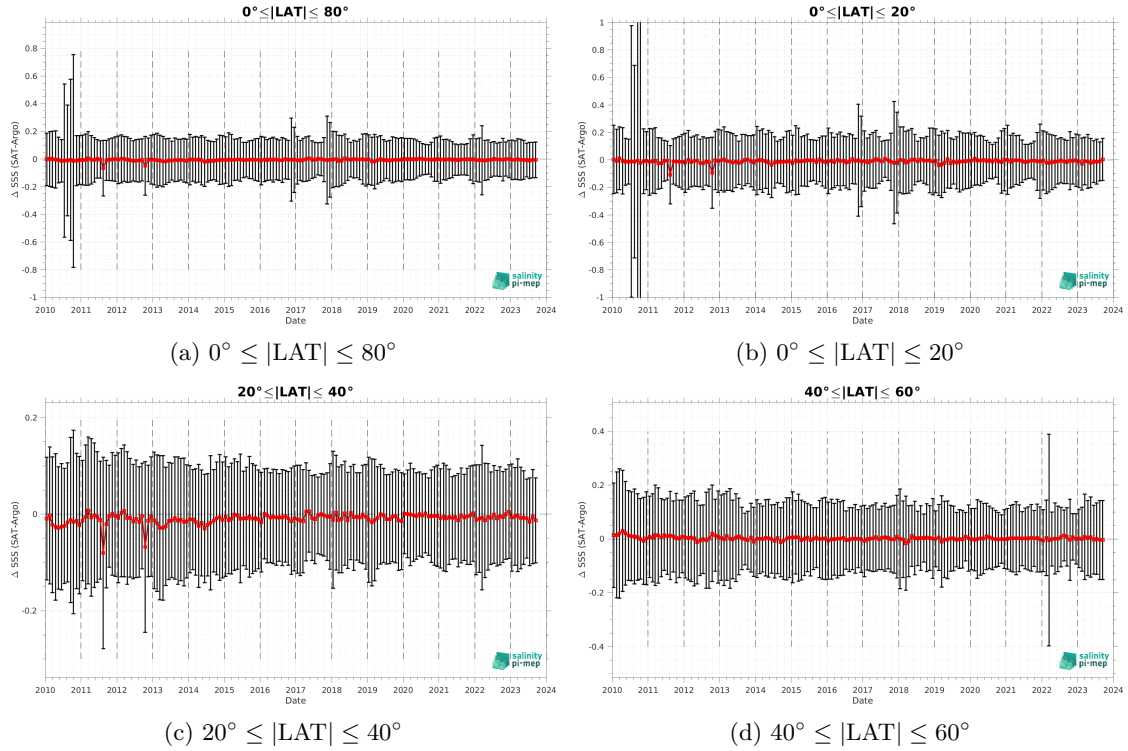 0°≤|LAT|≤ 80°
Δ SSS (SAT-Argo)
0.8
0.6
0.4
0.2
0
-0.2
-0.4
-0.6
-0.8
-1
salinity
pi-mep
2010 2011 2012 2013 2014 2015 2016 2017 2018 2019 2020 2021 2022 2023 2024
Date
(a) 0° ≤ |LAT| ≤ 80°
0°≤|LAT|≤ 20°
Δ SSS (SAT-Argo)
1
0.8
0.6
0.4
0.2
0
-0.2
-0.4
-0.6
-0.8
-1
salinity
pi-mep
2010 2011 2012 2013 2014 2015 2016 2017 2018 2019 2020 2021 2022 2023 2024
Date
(b) 0° ≤ |LAT| ≤ 20°
20°≤|LAT|≤ 40°
Δ SSS (SAT-Argo)
0.2
0
-0.2
salinity
pi-mep
2010 2011 2012 2013 2014 2015 2016 2017 2018 2019 2020 2021 2022 2023 2024
Date
(c) 20° ≤ |LAT| ≤ 40°
40°≤|LAT|≤ 60°
Δ SSS (SAT-Argo)
0.4
0.2
0
-0.2
-0.4
salinity
pi-mep
2010 2011 2012 2013 2014 2015 2016 2017 2018 2019 2020 2021 2022 2023 2024
Date
(d) 40° ≤ |LAT| ≤ 60°